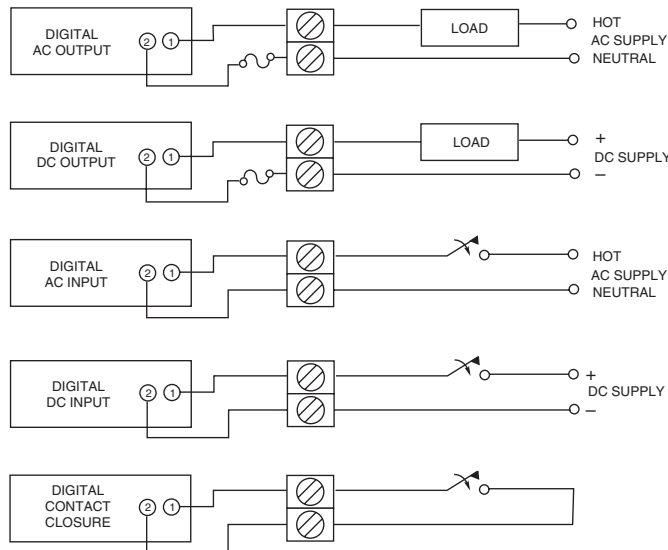 DIGITAL
AC OUTPUT
2 1
LOAD
HOT
AC SUPPLY
NEUTRAL
DIGITAL
DC OUTPUT
2 1
LOAD
+
DC SUPPLY
–
DIGITAL
AC INPUT
2 1
HOT
AC SUPPLY
NEUTRAL
DIGITAL
DC INPUT
2 1
+
DC SUPPLY
–
DIGITAL
CONTACT
CLOSURE
2 1